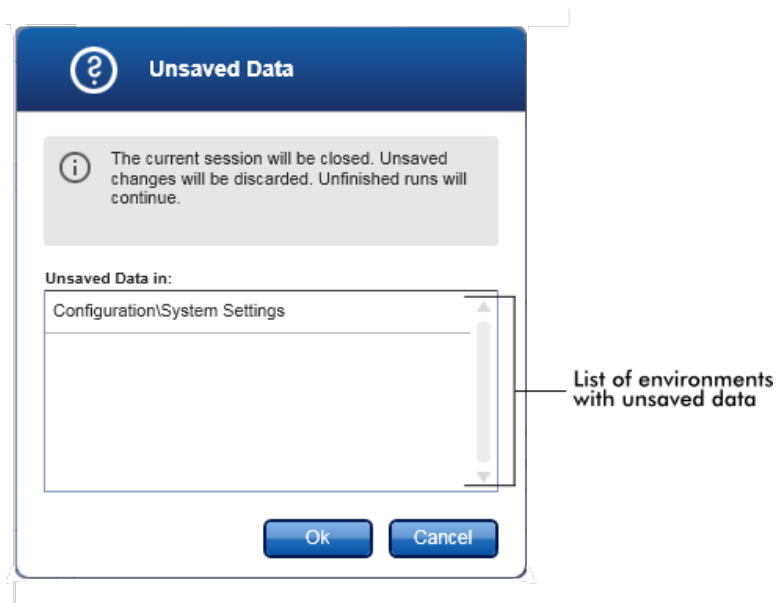 Unsaved Data
The current session will be closed. Unsaved
changes will be discarded. Unfinished runs will
continue.
Unsaved Data in:
Configuration\System Settings
List of environments
with unsaved data
Ok
Cancel